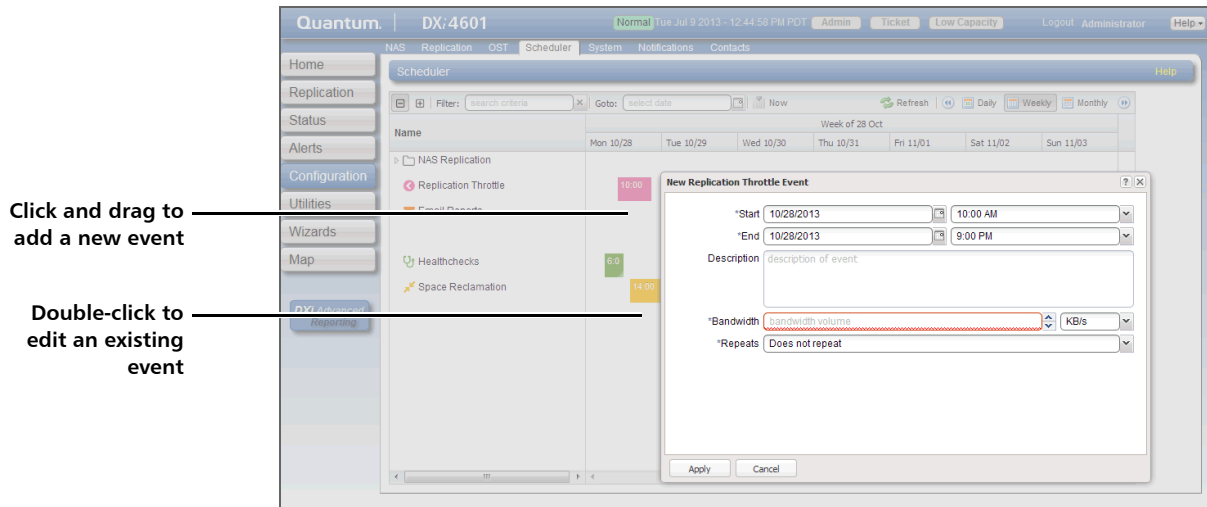 Quantum. DXi4601 Normal Tue Jul 9 2013 - 12:44:58 PM PDT Admin Ticket Low Capacity Logout Administrator Help
NAS Replication OST Scheduler System Notifications Contacts
Home
Replication
Status
Alerts
Configuration
Utilities
Wizards
Map
DXi Advanced
Reporting
Scheduler Help
Filter: search criteria Goto: select date Now Refresh Daily Weekly Monthly
Name
Week of 28 Oct
Mon 10/28 Tue 10/29 Wed 10/30 Thu 10/31 Fri 11/01 Sat 11/02 Sun 11/03
NAS Replication
Replication Throttle 10:00
Email Reports
Healthchecks 6:0
Space Reclamation 14:00
Click and drag to
add a new event
Double-click to
edit an existing
event
New Replication Throttle Event
*Start 10/28/2013 10:00 AM
*End 10/28/2013 9:00 PM
Description description of event
*Bandwidth bandwidth volume KB/s
*Repeats Does not repeat
Apply Cancel